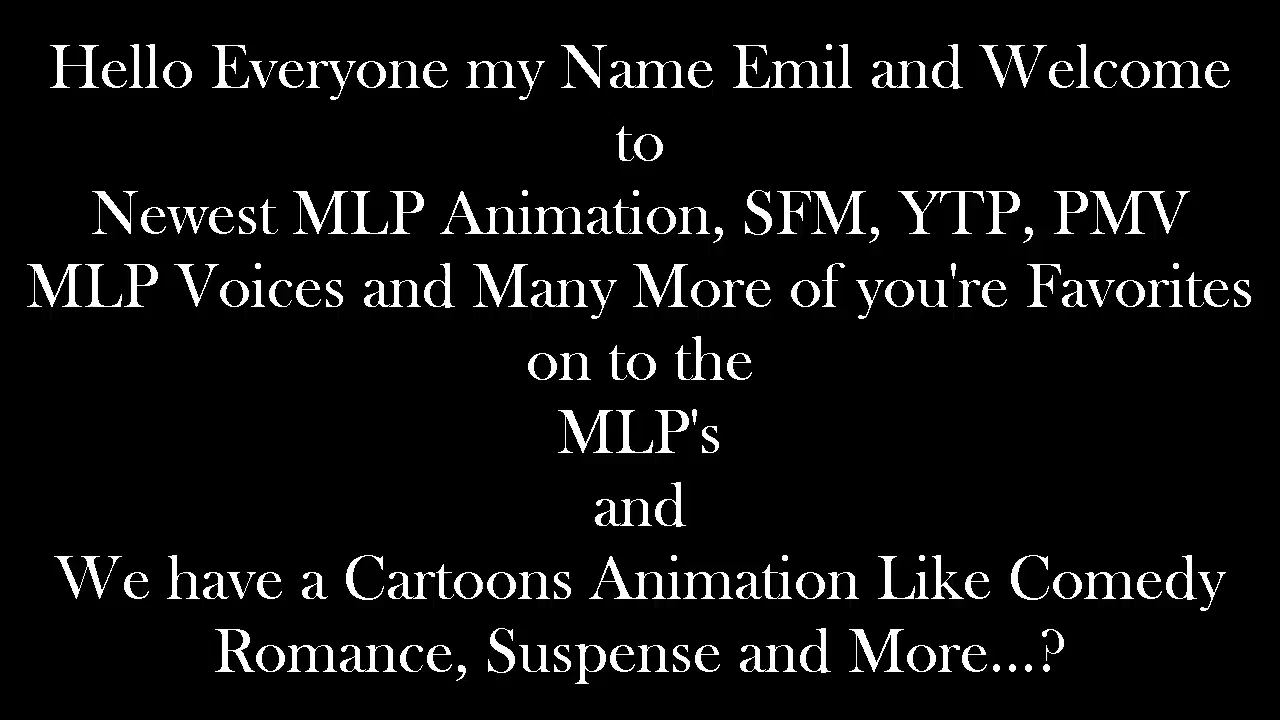 Hello Everyone my Name Emil and Welcome
to
Newest MLP Animation, SFM, YTP, PMV
MLP Voices and Many More of you're Favorites
on to the
MLP's
and
We have a Cartoons Animation Like Comedy
Romance, Suspense and More...?